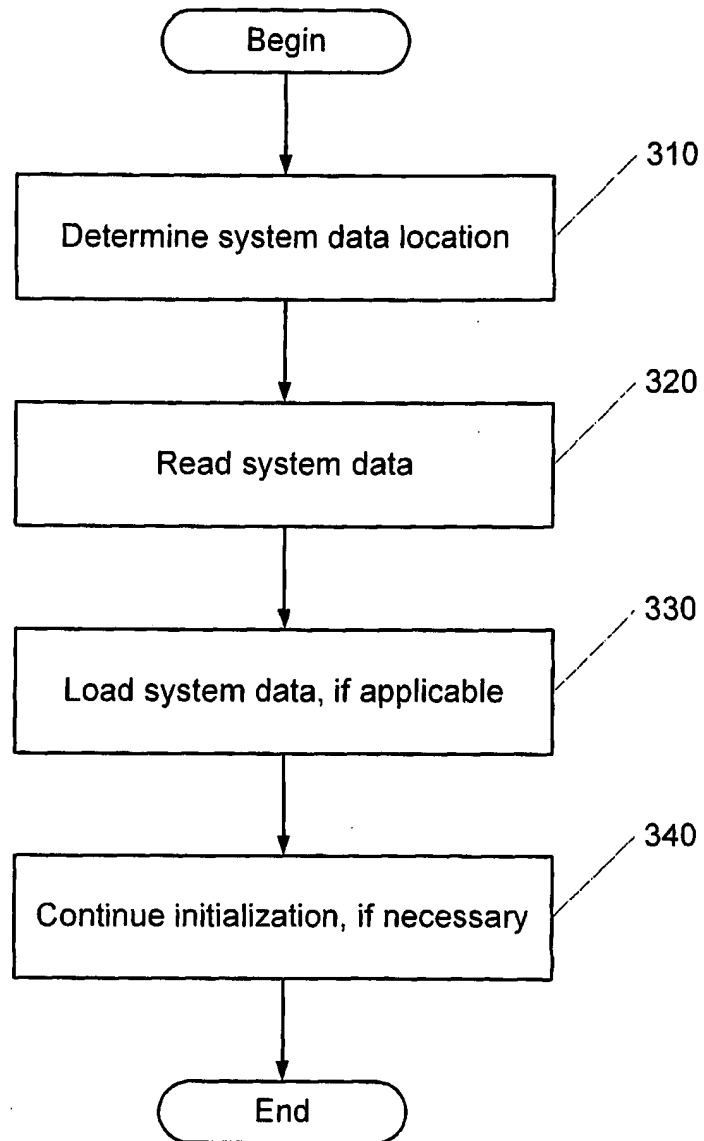 Begin
310
Determine system data location
320
Read system data
330
Load system data, if applicable
340
Continue initialization, if necessary
End